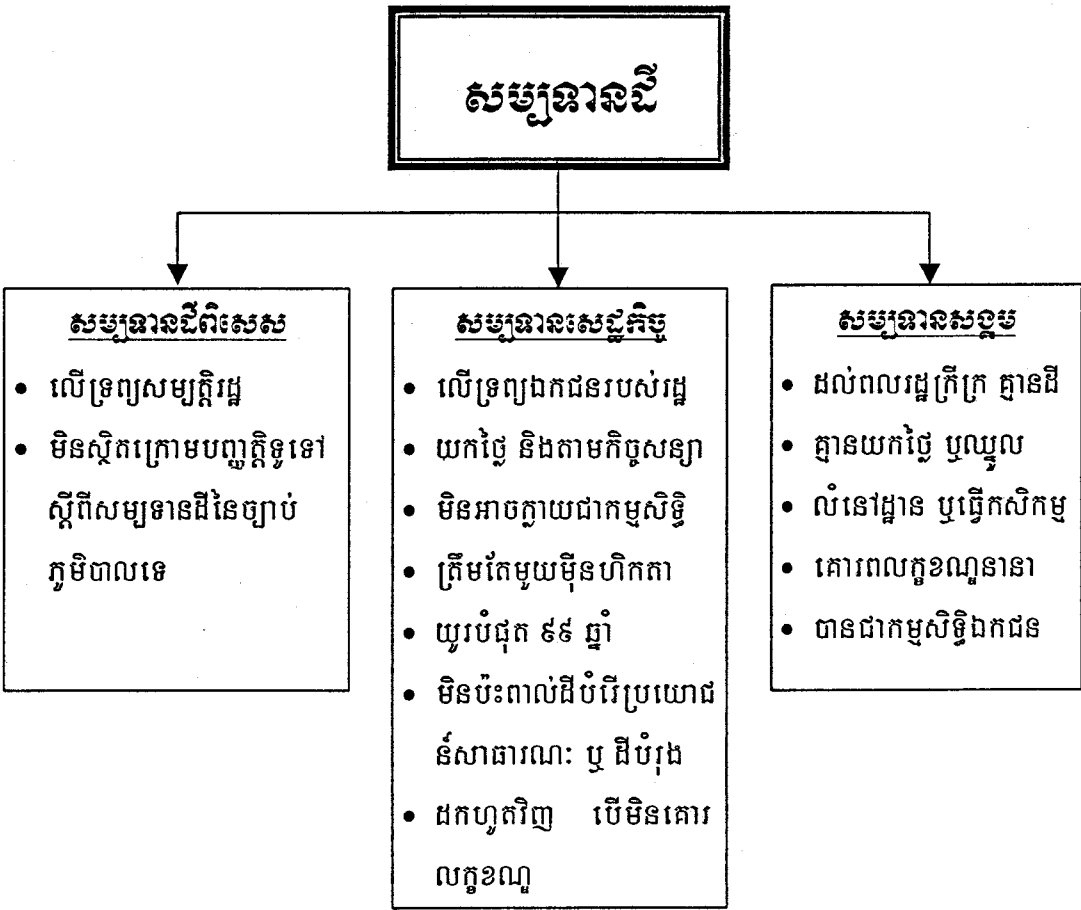 សម្បទានដី
សម្បទានដីពិសេស
• លើទ្រព្យសម្បត្តិរដ្ឋ
• មិនស្ថិតក្រោមបញ្ញត្តិទូទៅ
ស្តីពីសម្បទានដីនៃច្បាប់
ភូមិបាលទេ
សម្បទានសេដ្ឋកិច្ច
• លើទ្រព្យឯកជនរបស់រដ្ឋ
• យកថ្លៃ និងតាមកិច្ចសន្យា
• មិនអាចក្លាយជាកម្មសិទ្ធិ
• ត្រឹមតែមួយម៉ឺនហិកតា
• យូរបំផុត ៩៩ ឆ្នាំ
• មិនប៉ះពាល់ដីបំរើប្រយោជ
ន៍សាធារណៈ ឬ ដីបំរុង
• ដកហូតវិញ បើមិនគោរ
លក្ខខណ្ឌ
សម្បទានសង្គម
• ដល់ពលរដ្ឋក្រីក្រ គ្មានដី
• គ្មានយកថ្លៃ ឬឈ្នួល
• លំនៅដ្ឋាន ឬធ្វើកសិកម្ម
• គោរពលក្ខខណ្ឌនានា
• បានជាកម្មសិទ្ធិឯកជន